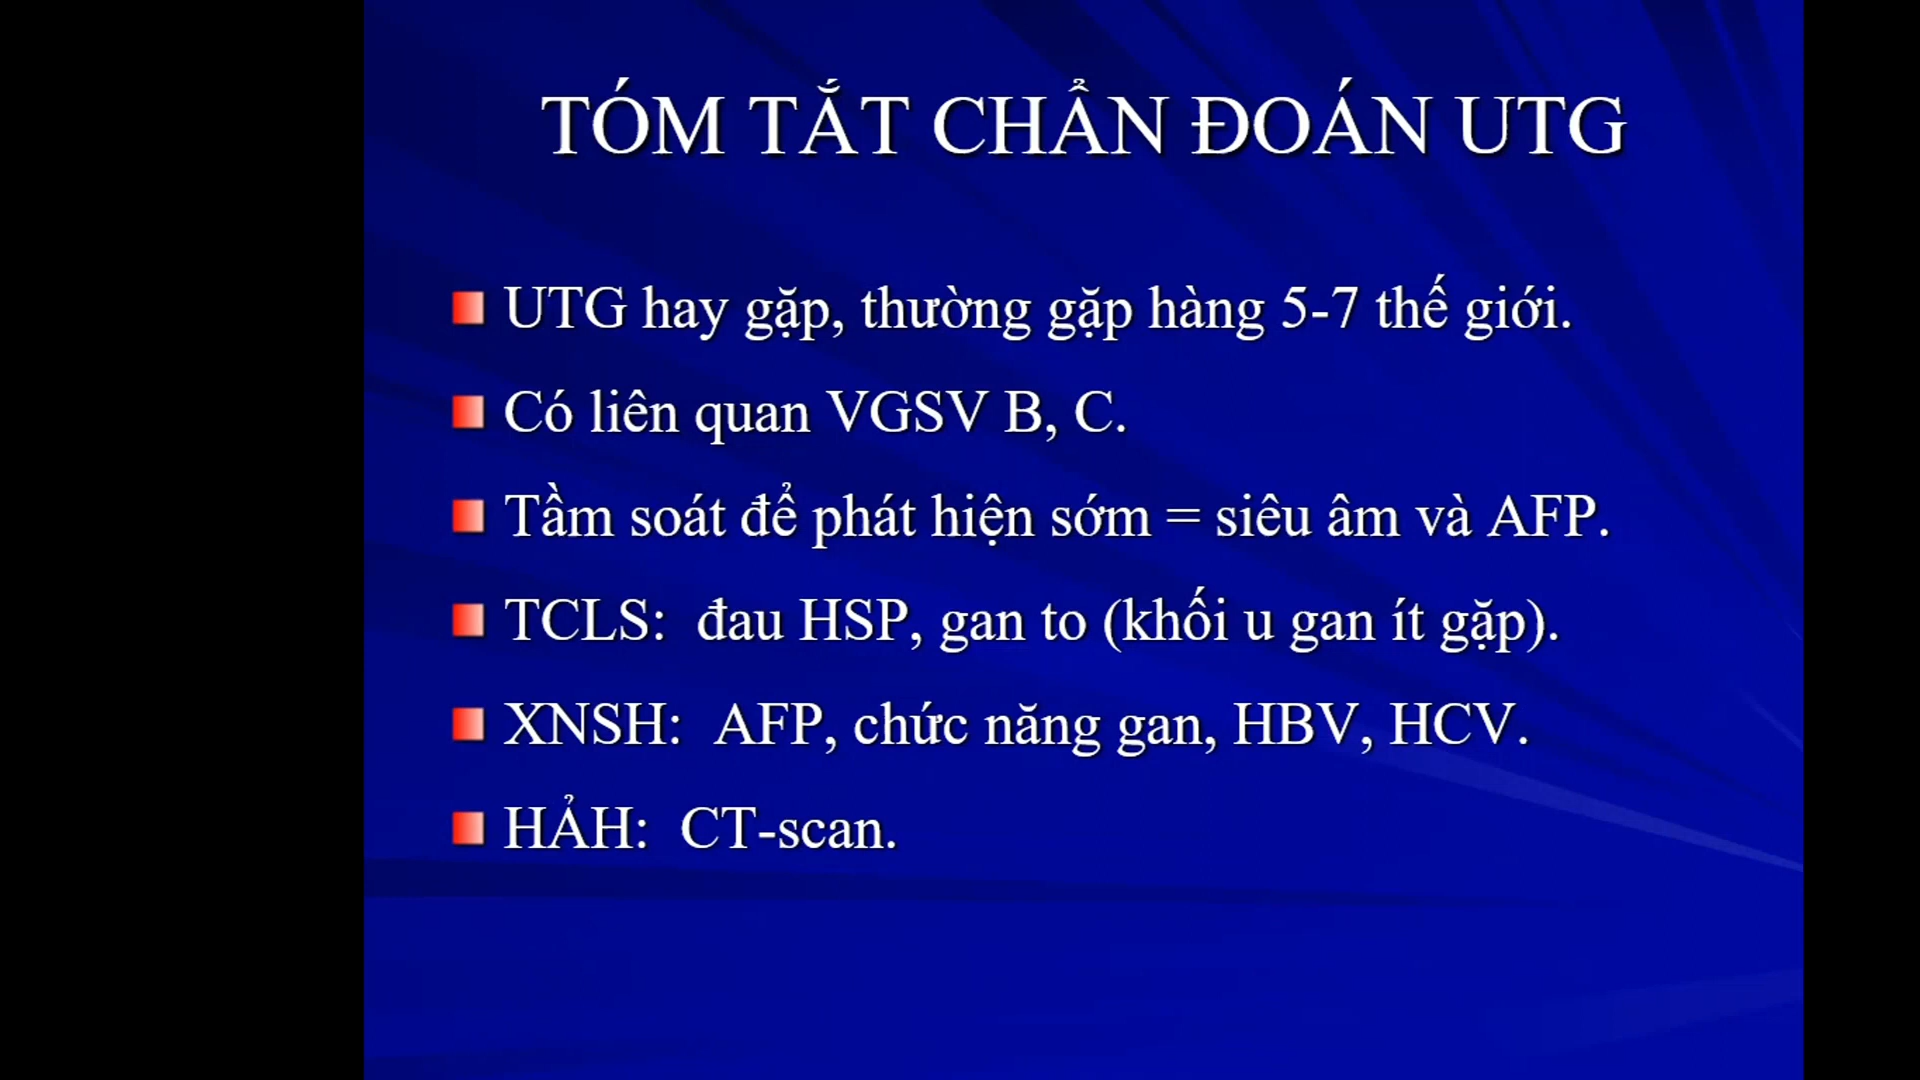 TÓM TẮT CHẨN ĐOÁN UTG
UTG hay gặp, thường gặp hàng 5-7 thế giới.
Có liên quan VGSV B, C.
Tầm soát để phát hiện sớm = siêu âm và AFP.
TCLS: đau HSP, gan to (khối u gan ít gặp).
XNSH: AFP, chức năng gan, HBV, HCV.
HẢH: CT-scan.